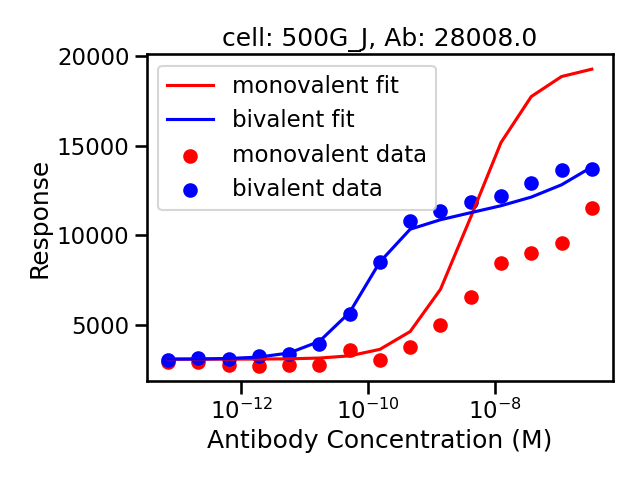 cell: 500G_J, Ab: 28008.0
20000
15000
10000
5000
Response
monovalent fit
bivalent fit
monovalent data
bivalent data
10⁻¹² 10⁻¹⁰ 10⁻⁸
Antibody Concentration (M)